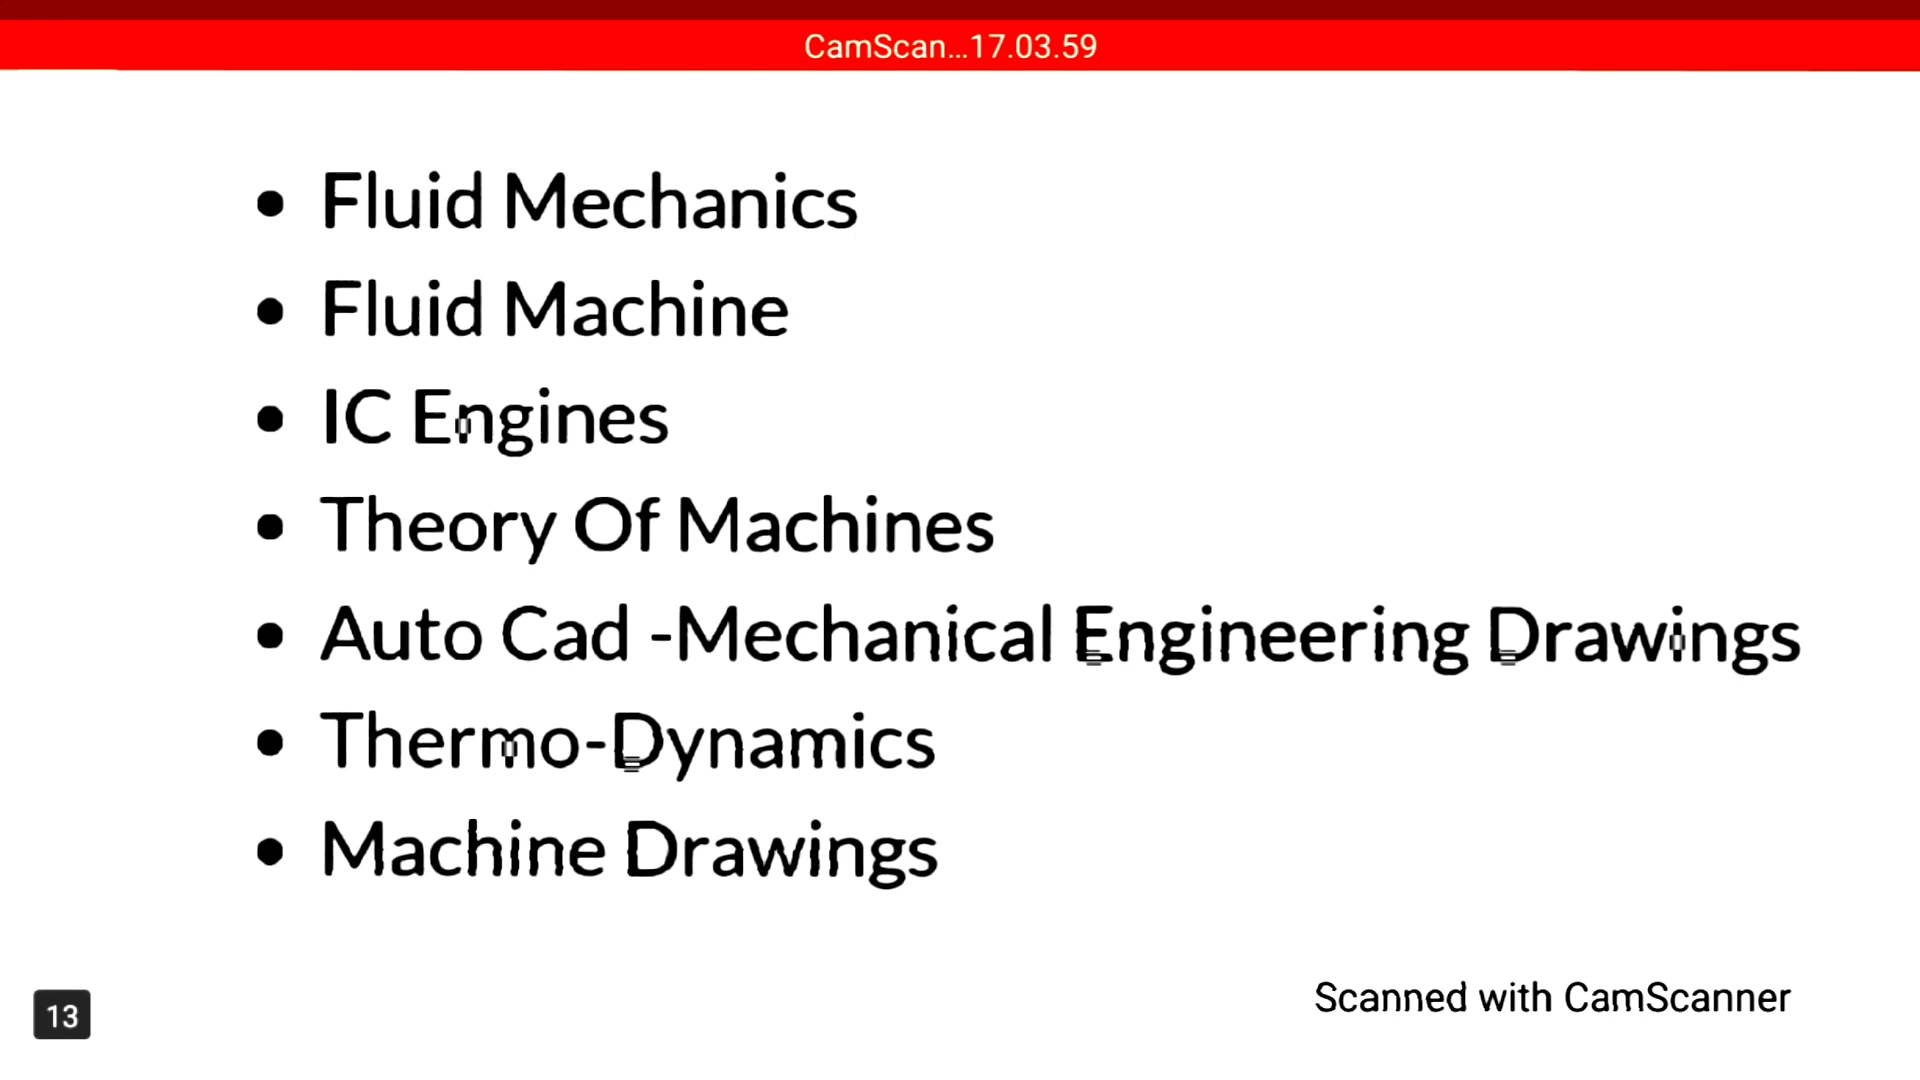 CamScan...17.03.59
• Fluid Mechanics
• Fluid Machine
• IC Engines
• Theory Of Machines
• Auto Cad -Mechanical Engineering Drawings
• Thermo-Dynamics
• Machine Drawings
13
Scanned with CamScanner